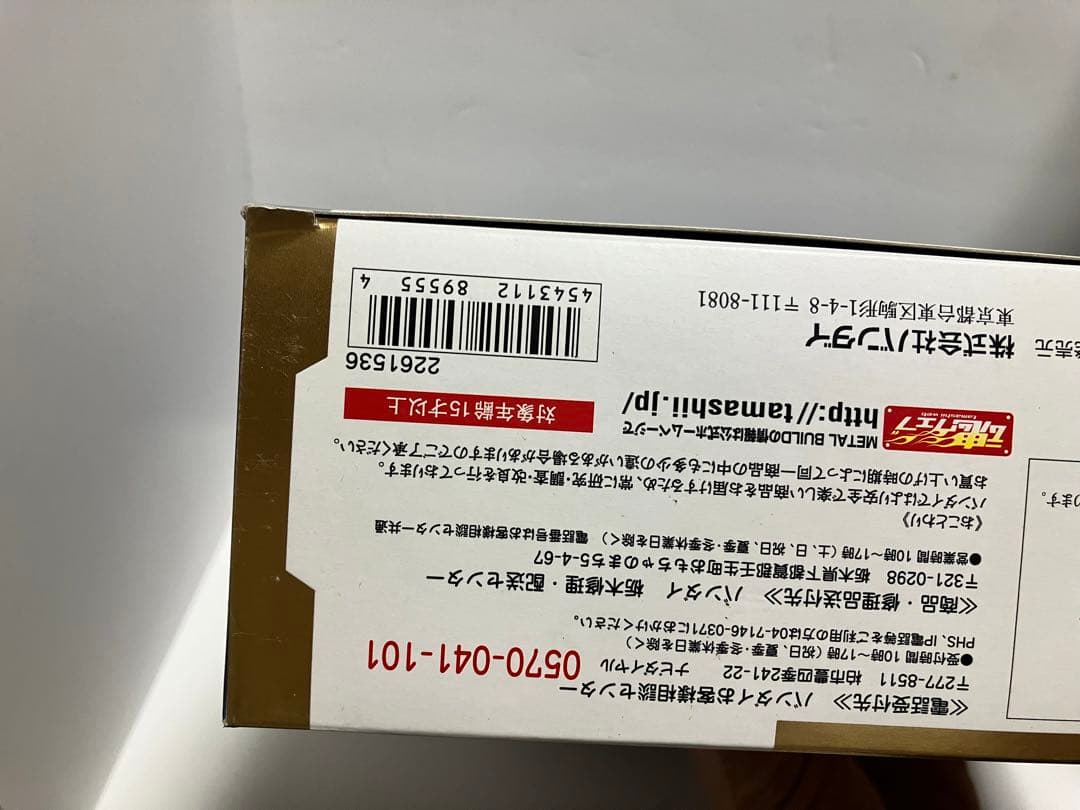 ≪電話受付先≫ バンダイお客様相談センター
〒277-8511 柏市豊四季241-22 ナビダイヤル 0570-041-101
●受付時間 10時～17時（祝日、夏季・冬季休業日を除く）
PHS、IP電話等をご利用の方は04-7146-0371におかけください。
≪商品・修理品送付先≫ バンダイ 栃木修理・配送センター
〒321-0298 栃木県下都賀郡壬生町おもちゃのまち5-4-67
●営業時間 10時～17時（土、日、祝日、夏季・冬季休業日を除く） 電話番号はお客様相談センター共通
《おことわり》
バンダイではより安全で楽しい商品をお届けするため、常に研究・調査・改良を行っております。
お買い上げの時期によって同一商品の中にも多少の違いがある場合がありますのでご了承ください。
のます。
魂ウェブ
tamashii web
METAL BUILDの情報は公式ホームページで
http://tamashii.jp/
対象年齢15才以上
発売元 株式会社バンダイ
東京都台東区駒形1-4-8 〒111-8081
2261536
4543112 89555 4